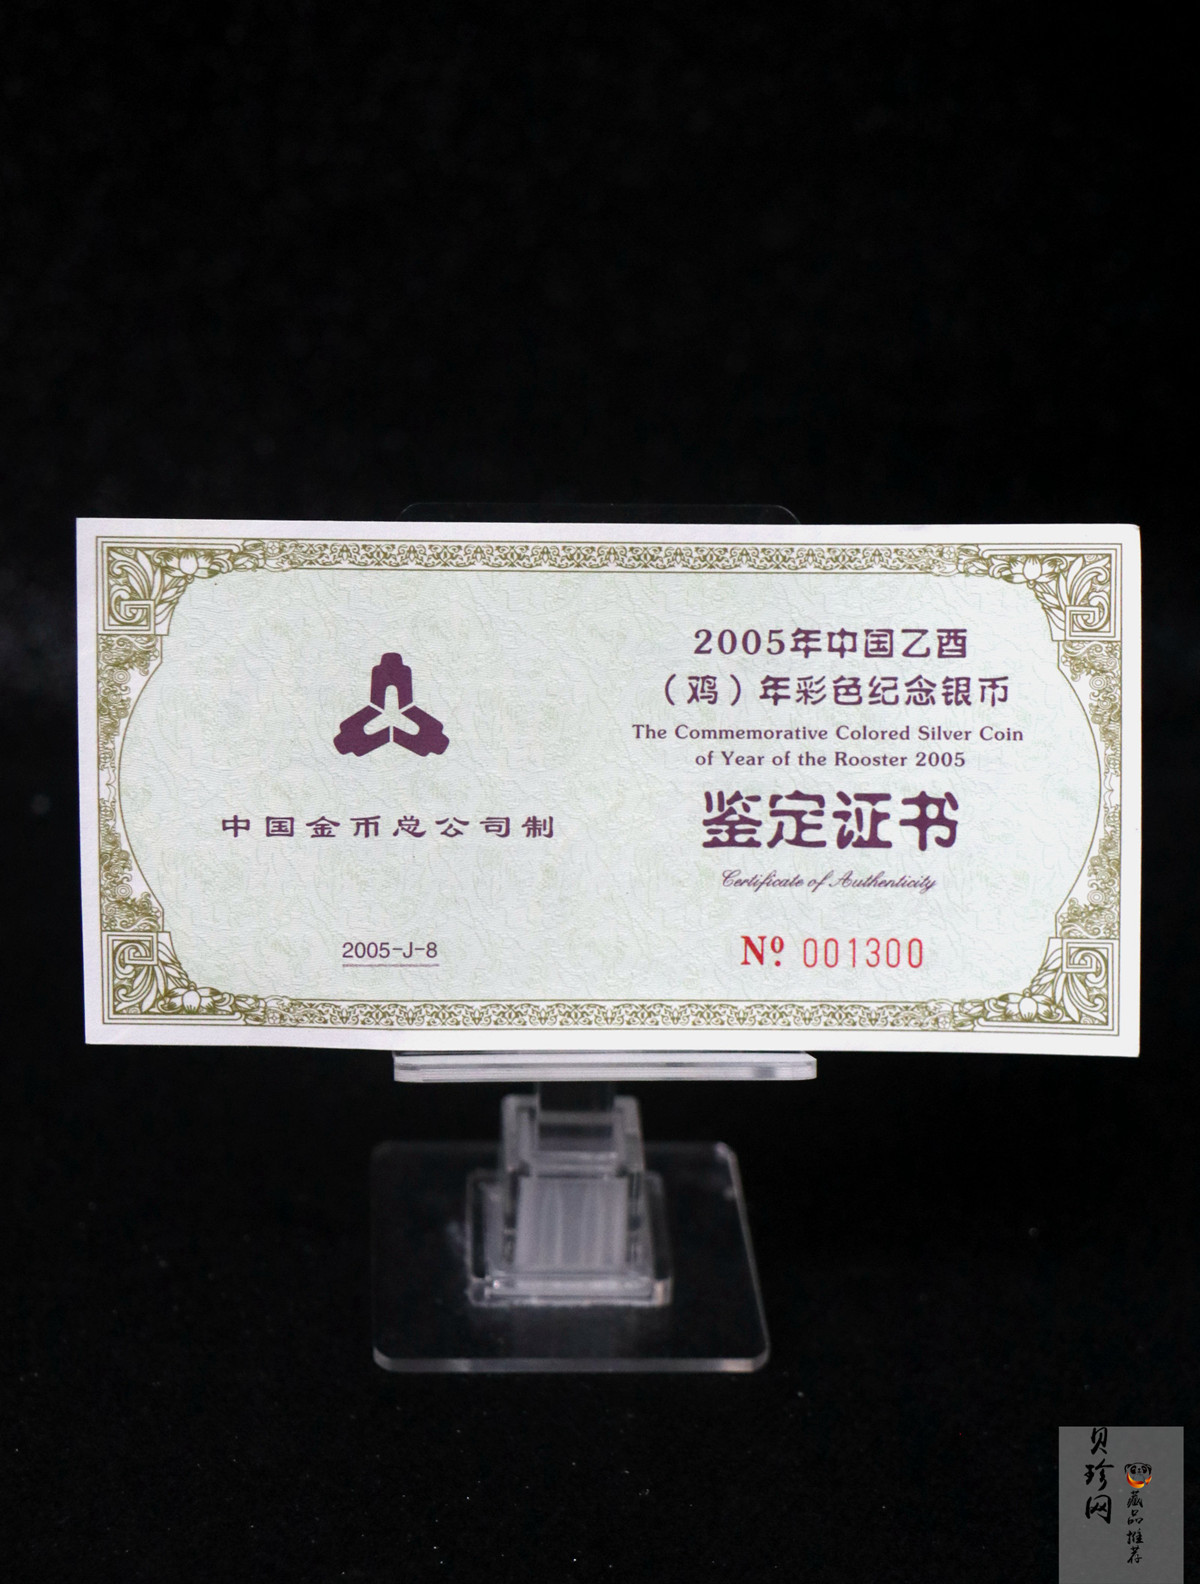 中国金币总公司制
2005-J-8
2005年中国乙酉
（鸡）年彩色纪念银币
The Commemorative Colored Silver Coin
of Year of the Rooster 2005
鉴定证书
Certificate of Authenticity
Nº. 001300
贝珍网
藏品推荐